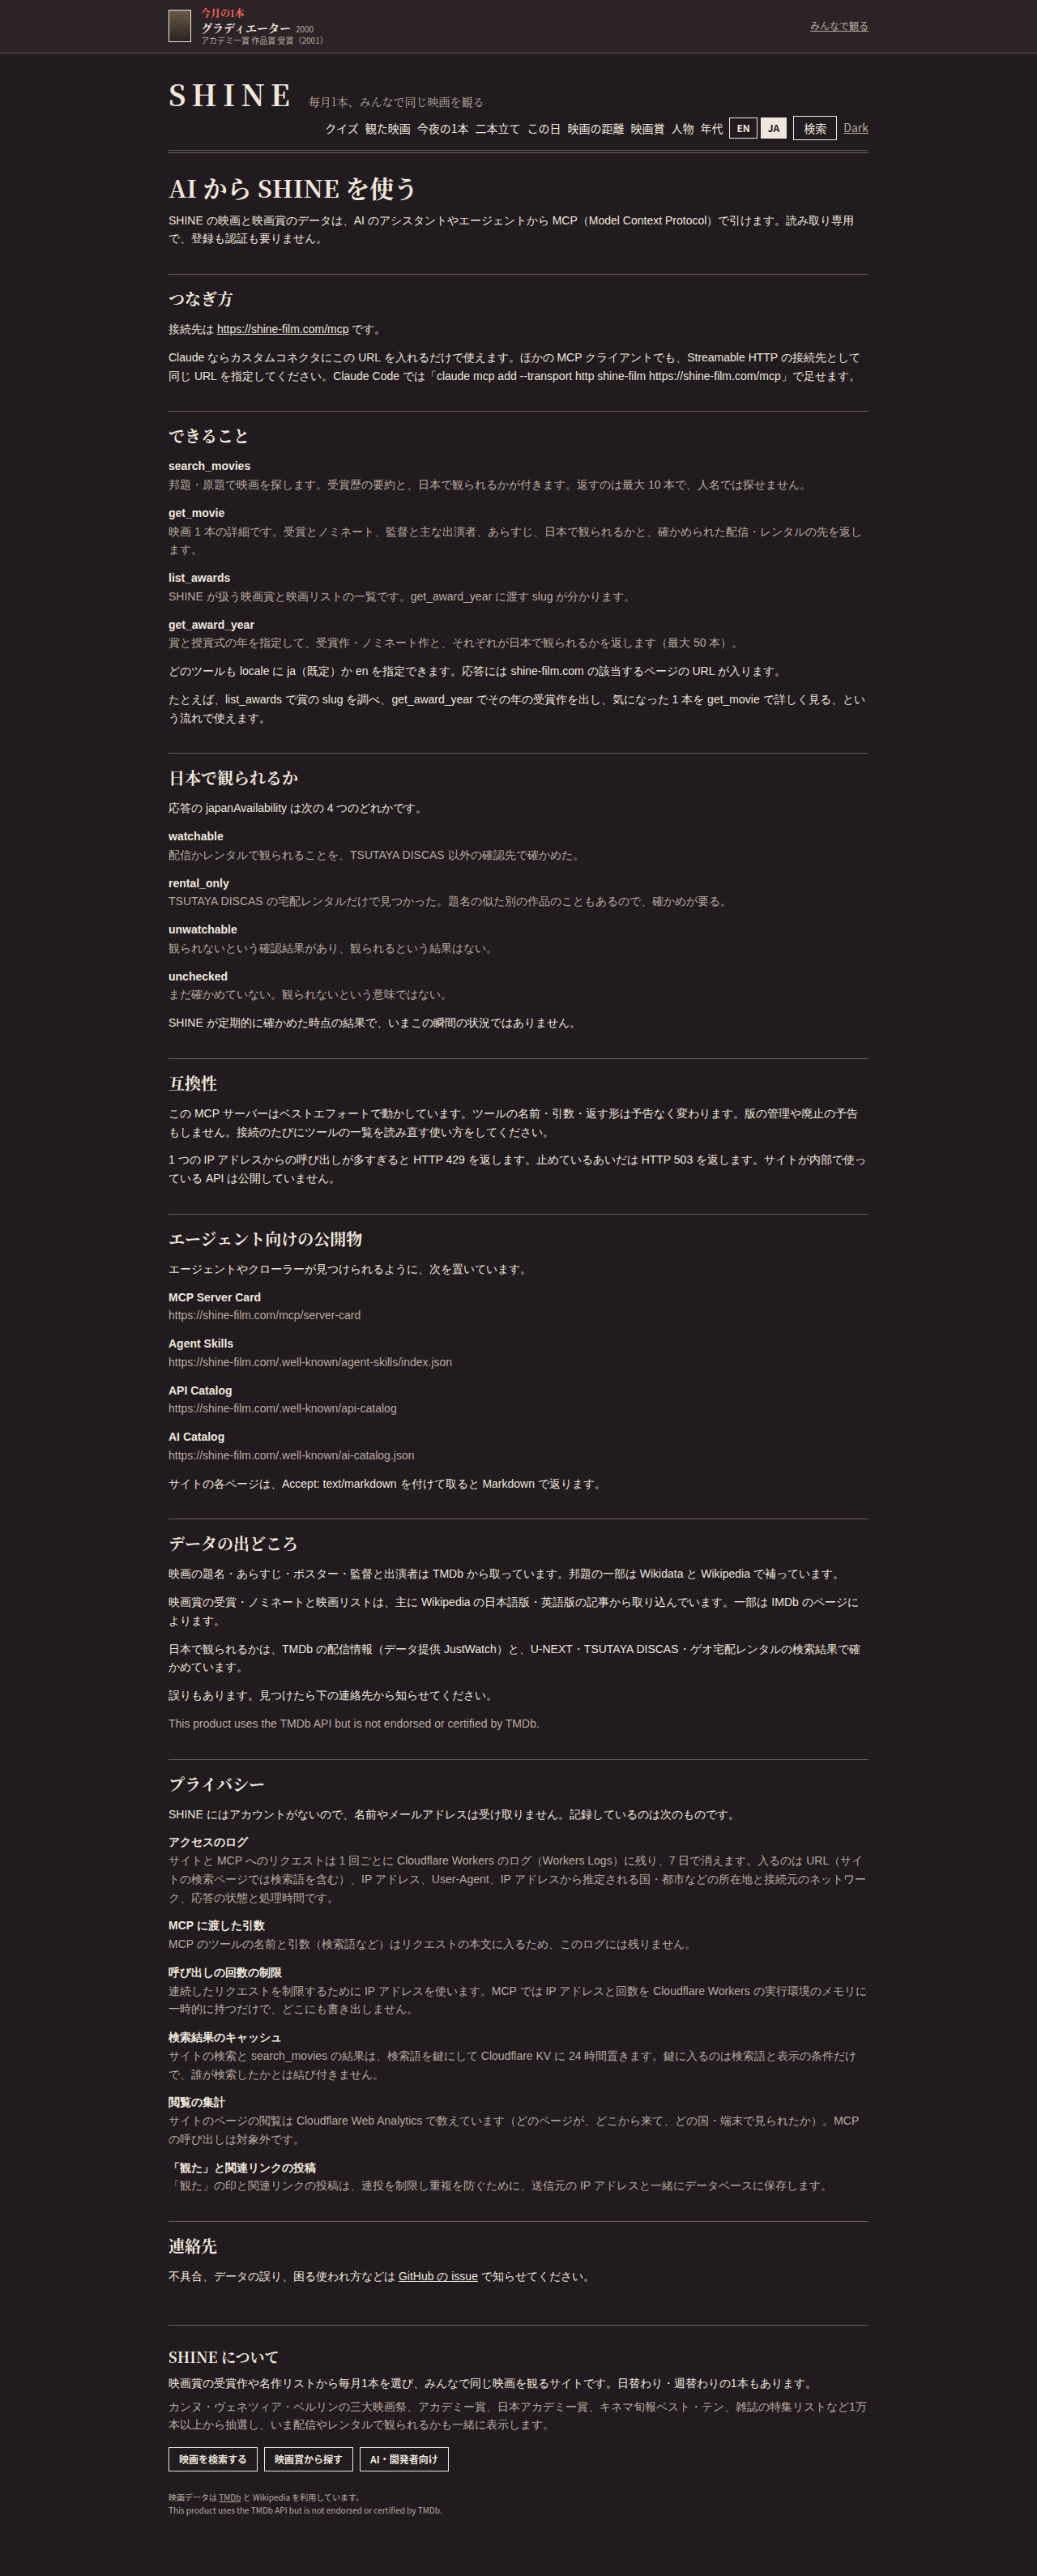 今月の1本
グラディエーター 2000
アカデミー賞 作品賞 受賞（2001）
みんなで観る
SHINE 毎月1本、みんなで同じ映画を観る
クイズ 観た映画 今夜の1本 二本立て この日 映画の距離 映画賞 人物 年代 EN JA 検索 Dark
AI から SHINE を使う
SHINE の映画と映画賞のデータは、AI のアシスタントやエージェントから MCP（Model Context Protocol）で引けます。読み取り専用
で、登録も認証も要りません。
つなぎ方
接続先は https://shine-film.com/mcp です。
Claude ならカスタムコネクタにこの URL を入れるだけで使えます。ほかの MCP クライアントでも、Streamable HTTP の接続先として
同じ URL を指定してください。Claude Code では「claude mcp add --transport http shine-film https://shine-film.com/mcp」で足せます。
できること
search_movies
邦題・原題で映画を探します。受賞歴の要約と、日本で観られるかが付きます。返すのは最大 10 本で、人名では探せません。
get_movie
映画 1 本の詳細です。受賞とノミネート、監督と主な出演者、あらすじ、日本で観られるかと、確かめられた配信・レンタルの先を返し
ます。
list_awards
SHINE が扱う映画賞と映画リストの一覧です。get_award_year に渡す slug が分かります。
get_award_year
賞と授賞式の年を指定して、受賞作・ノミネート作と、それぞれが日本で観られるかを返します（最大 50 本）。
どのツールも locale に ja（既定）か en を指定できます。応答には shine-film.com の該当するページの URL が入ります。
たとえば、list_awards で賞の slug を調べ、get_award_year でその年の受賞作を出し、気になった 1 本を get_movie で詳しく見る、とい
う流れで使えます。
日本で観られるか
応答の japanAvailability は次の 4 つのどれかです。
watchable
配信かレンタルで観られることを、TSUTAYA DISCAS 以外の確認先で確かめた。
rental_only
TSUTAYA DISCAS の宅配レンタルだけで見つかった。題名の似た別の作品のこともあるので、確かめが要る。
unwatchable
観られないという確認結果があり、観られるという結果はない。
unchecked
まだ確かめていない。観られないという意味ではない。
SHINE が定期的に確かめた時点の結果で、いまこの瞬間の状況ではありません。
互換性
この MCP サーバーはベストエフォートで動かしています。ツールの名前・引数・返す形は予告なく変わります。版の管理や廃止の予告
もしません。接続のたびにツールの一覧を読み直す使い方をしてください。
1 つの IP アドレスからの呼び出しが多すぎると HTTP 429 を返します。止めているあいだは HTTP 503 を返します。サイトが内部で使っ
ている API は公開していません。
エージェント向けの公開物
エージェントやクローラーが見つけられるように、次を置いています。
MCP Server Card
https://shine-film.com/mcp/server-card
Agent Skills
https://shine-film.com/.well-known/agent-skills/index.json
API Catalog
https://shine-film.com/.well-known/api-catalog
AI Catalog
https://shine-film.com/.well-known/ai-catalog.json
サイトの各ページは、Accept: text/markdown を付けて取ると Markdown で返ります。
データの出どころ
映画の題名・あらすじ・ポスター・監督と出演者は TMDb から取っています。邦題の一部は Wikidata と Wikipedia で補っています。
映画賞の受賞・ノミネートと映画リストは、主に Wikipedia の日本語版・英語版の記事から取り込んでいます。一部は IMDb のページに
よります。
日本で観られるかは、TMDb の配信情報（データ提供 JustWatch）と、U-NEXT・TSUTAYA DISCAS・ゲオ宅配レンタルの検索結果で確
かめています。
誤りもあります。見つけたら下の連絡先から知らせてください。
This product uses the TMDb API but is not endorsed or certified by TMDb.
プライバシー
SHINE にはアカウントがないので、名前やメールアドレスは受け取りません。記録しているのは次のものです。
アクセスのログ
サイトと MCP へのリクエストは 1 回ごとに Cloudflare Workers のログ（Workers Logs）に残り、7 日で消えます。入るのは URL（サイ
トの検索ページでは検索語を含む）、IP アドレス、User-Agent、IP アドレスから推定される国・都市などの所在地と接続元のネットワー
ク、応答の状態と処理時間です。
MCP に渡した引数
MCP のツールの名前と引数（検索語など）はリクエストの本文に入るため、このログには残りません。
呼び出しの回数の制限
連続したリクエストを制限するために IP アドレスを使います。MCP では IP アドレスと回数を Cloudflare Workers の実行環境のメモリに
一時的に持つだけで、どこにも書き出しません。
検索結果のキャッシュ
サイトの検索と search_movies の結果は、検索語を鍵にして Cloudflare KV に 24 時間置きます。鍵に入るのは検索語と表示の条件だけ
で、誰が検索したかとは結び付きません。
閲覧の集計
サイトのページの閲覧は Cloudflare Web Analytics で数えています（どのページが、どこから来て、どの国・端末で見られたか）。MCP
の呼び出しは対象外です。
「観た」と関連リンクの投稿
「観た」の印と関連リンクの投稿は、連投を制限し重複を防ぐために、送信元の IP アドレスと一緒にデータベースに保存します。
連絡先
不具合、データの誤り、困る使われ方などは GitHub の issue で知らせてください。
SHINE について
映画賞の受賞作や名作リストから毎月1本を選び、みんなで同じ映画を観るサイトです。日替わり・週替わりの1本もあります。
カンヌ・ヴェネツィア・ベルリンの三大映画祭、アカデミー賞、日本アカデミー賞、キネマ旬報ベスト・テン、雑誌の特集リストなど1万
本以上から抽選し、いま配信やレンタルで観られるかも一緒に表示します。
映画を検索する 映画賞から探す AI・開発者向け
映画データは TMDb と Wikipedia を利用しています。
This product uses the TMDb API but is not endorsed or certified by TMDb.